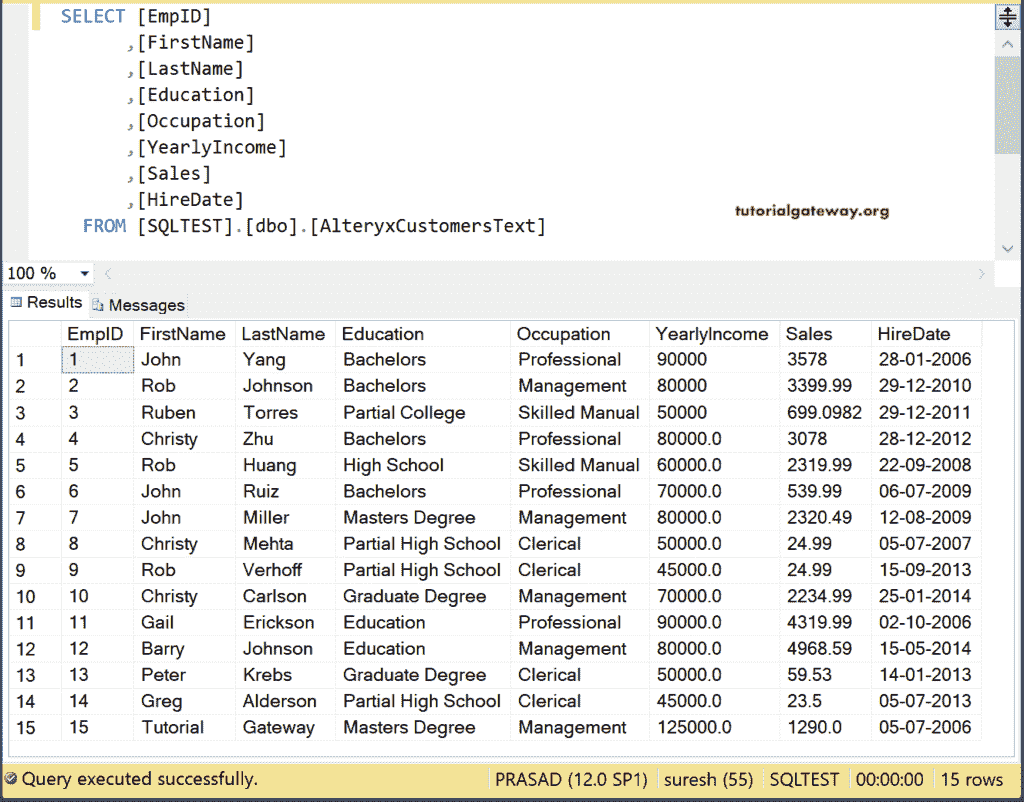 SELECT [EmpID]
,[FirstName]
,[LastName]
,[Education]
,[Occupation]
,[YearlyIncome]
,[Sales]
,[HireDate]
FROM [SQLTEST].[dbo].[AlteryxCustomersText]
tutorialgateway.org
100 %
Results Messages
EmpID FirstName LastName Education Occupation YearlyIncome Sales HireDate
1 1 John Yang Bachelors Professional 90000 3578 28-01-2006
2 2 Rob Johnson Bachelors Management 80000 3399.99 29-12-2010
3 3 Ruben Torres Partial College Skilled Manual 50000 699.0982 29-12-2011
4 4 Christy Zhu Bachelors Professional 80000.0 3078 28-12-2012
5 5 Rob Huang High School Skilled Manual 60000.0 2319.99 22-09-2008
6 6 John Ruiz Bachelors Professional 70000.0 539.99 06-07-2009
7 7 John Miller Masters Degree Management 80000.0 2320.49 12-08-2009
8 8 Christy Mehta Partial High School Clerical 50000.0 24.99 05-07-2007
9 9 Rob Verhoff Partial High School Clerical 45000.0 24.99 15-09-2013
10 10 Christy Carlson Graduate Degree Management 70000.0 2234.99 25-01-2014
11 11 Gail Erickson Education Professional 90000.0 4319.99 02-10-2006
12 12 Barry Johnson Education Management 80000.0 4968.59 15-05-2014
13 13 Peter Krebs Graduate Degree Clerical 50000.0 59.53 14-01-2013
14 14 Greg Alderson Partial High School Clerical 45000.0 23.5 05-07-2013
15 15 Tutorial Gateway Masters Degree Management 125000.0 1290.0 05-07-2006
Query executed successfully. PRASAD (12.0 SP1) suresh (55) SQLTEST 00:00:00 15 rows